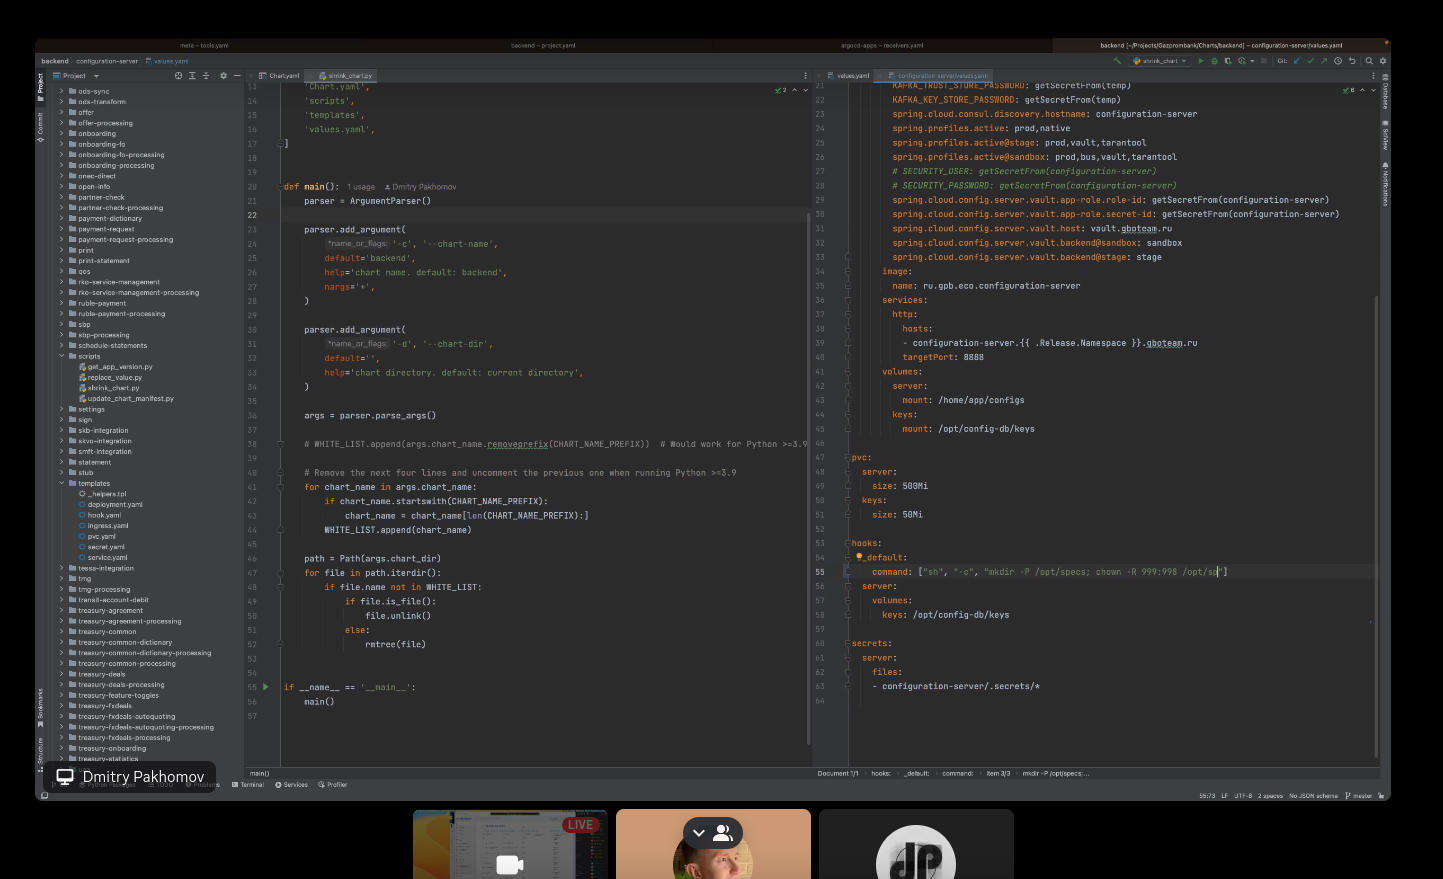 meta – tools.yaml
backend – project.yaml
argocd-apps – receivers.yaml
backend [~/Projects/Gazprombank/Charts/backend] – configuration-server/values.yaml
backend configuration-server values.yaml
shrink_chart
Git:
Project
Chart.yaml
shrink_chart.py
values.yaml
configuration-server/values.yaml
Project
Commit
Bookmarks
Structure
Database
SciView
Notifications
ods-sync
ods-transform
offer
offer-processing
onboarding
onboarding-fo
onboarding-fo-processing
onboarding-processing
onec-direct
open-info
partner-check
partner-check-processing
payment-dictionary
payment-request
payment-request-processing
print
print-statement
qos
rko-service-management
rko-service-management-processing
ruble-payment
ruble-payment-processing
sbp
sbp-processing
schedule-statements
scripts
get_app_version.py
replace_value.py
shrink_chart.py
update_chart_manifest.py
settings
sign
skb-integration
skvo-integration
smft-integration
statement
stub
templates
_helpers.tpl
deployment.yaml
hook.yaml
ingress.yaml
pvc.yaml
secret.yaml
service.yaml
tessa-integration
tmg
tmg-processing
transit-account-debit
treasury-agreement
treasury-agreement-processing
treasury-common
treasury-common-dictionary
treasury-common-dictionary-processing
treasury-common-processing
treasury-deals
treasury-deals-processing
treasury-feature-toggles
treasury-fxdeals
treasury-fxdeals-autoquoting
treasury-fxdeals-autoquoting-processing
treasury-fxdeals-processing
treasury-onboarding
treasury-statistics
2
13 'Chart.yaml',
14 'scripts',
15 'templates',
16 'values.yaml',
17 ]
18
19
20 def main(): 1 usage Dmitry Pakhomov
21 parser = ArgumentParser()
22
23 parser.add_argument(
24 *name_or_flags: '-c', '--chart-name',
25 default='backend',
26 help='chart name. default: backend',
27 nargs='+',
28 )
29
30 parser.add_argument(
31 *name_or_flags: '-d', '--chart-dir',
32 default='',
33 help='chart directory. default: current directory',
34 )
35
36 args = parser.parse_args()
37
38 # WHITE_LIST.append(args.chart_name.removeprefix(CHART_NAME_PREFIX)) # Would work for Python >=3.9
39
40 # Remove the next four lines and uncomment the previous one when running Python >=3.9
41 for chart_name in args.chart_name:
42 if chart_name.startswith(CHART_NAME_PREFIX):
43 chart_name = chart_name[len(CHART_NAME_PREFIX):]
44 WHITE_LIST.append(chart_name)
45
46 path = Path(args.chart_dir)
47 for file in path.iterdir():
48 if file.name not in WHITE_LIST:
49 if file.is_file():
50 file.unlink()
51 else:
52 rmtree(file)
53
54
55 if __name__ == '__main__':
56 main()
57
6
21 KAFKA_TRUST_STORE_PASSWORD: getSecretFrom(temp)
22 KAFKA_KEY_STORE_PASSWORD: getSecretFrom(temp)
23 spring.cloud.consul.discovery.hostname: configuration-server
24 spring.profiles.active: prod,native
25 spring.profiles.active@stage: prod,vault,tarantool
26 spring.profiles.active@sandbox: prod,bus,vault,tarantool
27 # SECURITY_USER: getSecretFrom(configuration-server)
28 # SECURITY_PASSWORD: getSecretFrom(configuration-server)
29 spring.cloud.config.server.vault.app-role.role-id: getSecretFrom(configuration-server)
30 spring.cloud.config.server.vault.app-role.secret-id: getSecretFrom(configuration-server)
31 spring.cloud.config.server.vault.host: vault.gboteam.ru
32 spring.cloud.config.server.vault.backend@sandbox: sandbox
33 spring.cloud.config.server.vault.backend@stage: stage
34 image:
35 name: ru.gpb.eco.configuration-server
36 services:
37 http:
38 hosts:
39 - configuration-server.{{ .Release.Namespace }}.gboteam.ru
40 targetPort: 8888
41 volumes:
42 server:
43 mount: /home/app/configs
44 keys:
45 mount: /opt/config-db/keys
46
47 pvc:
48 server:
49 size: 500Mi
50 keys:
51 size: 50Mi
52
53 hooks:
54 _default:
55 command: ["sh", "-c", "mkdir -P /opt/specs; chown -R 999:998 /opt/sp"]
56 server:
57 volumes:
58 keys: /opt/config-db/keys
59
60 secrets:
61 server:
62 files:
63 - configuration-server/.secrets/*
64
main()
Document 1/1 hooks: _default: command: Item 3/3 mkdir -P /opt/specs;...
Dmitry Pakhomov
Python Packages TODO Problems Terminal Services Profiler
55:73 LF UTF-8 2 spaces No JSON schema master
LIVE